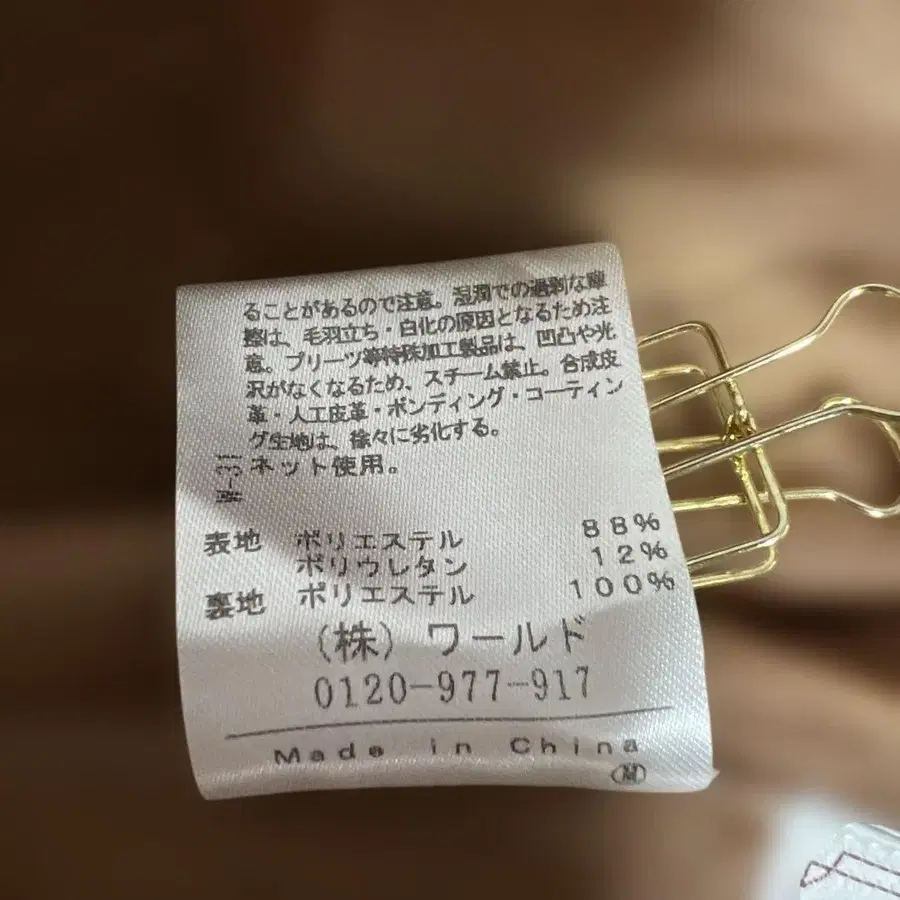 ることがあるので注意。湿潤での過剰な摩
擦は、毛羽立ち・白化の原因となるため注
意。プリーツ等特殊加工製品は、凹凸や光
沢がなくなるため、スチーム禁止。合成皮
革・人工皮革・ボンディング・コーティン
グ生地は、徐々に劣化する。
ネット使用。
W-31
表地 ポリエステル 88%
ポリウレタン 12%
裏地 ポリエステル 100%
(株) ワールド
0120-977-917
Made in China
M